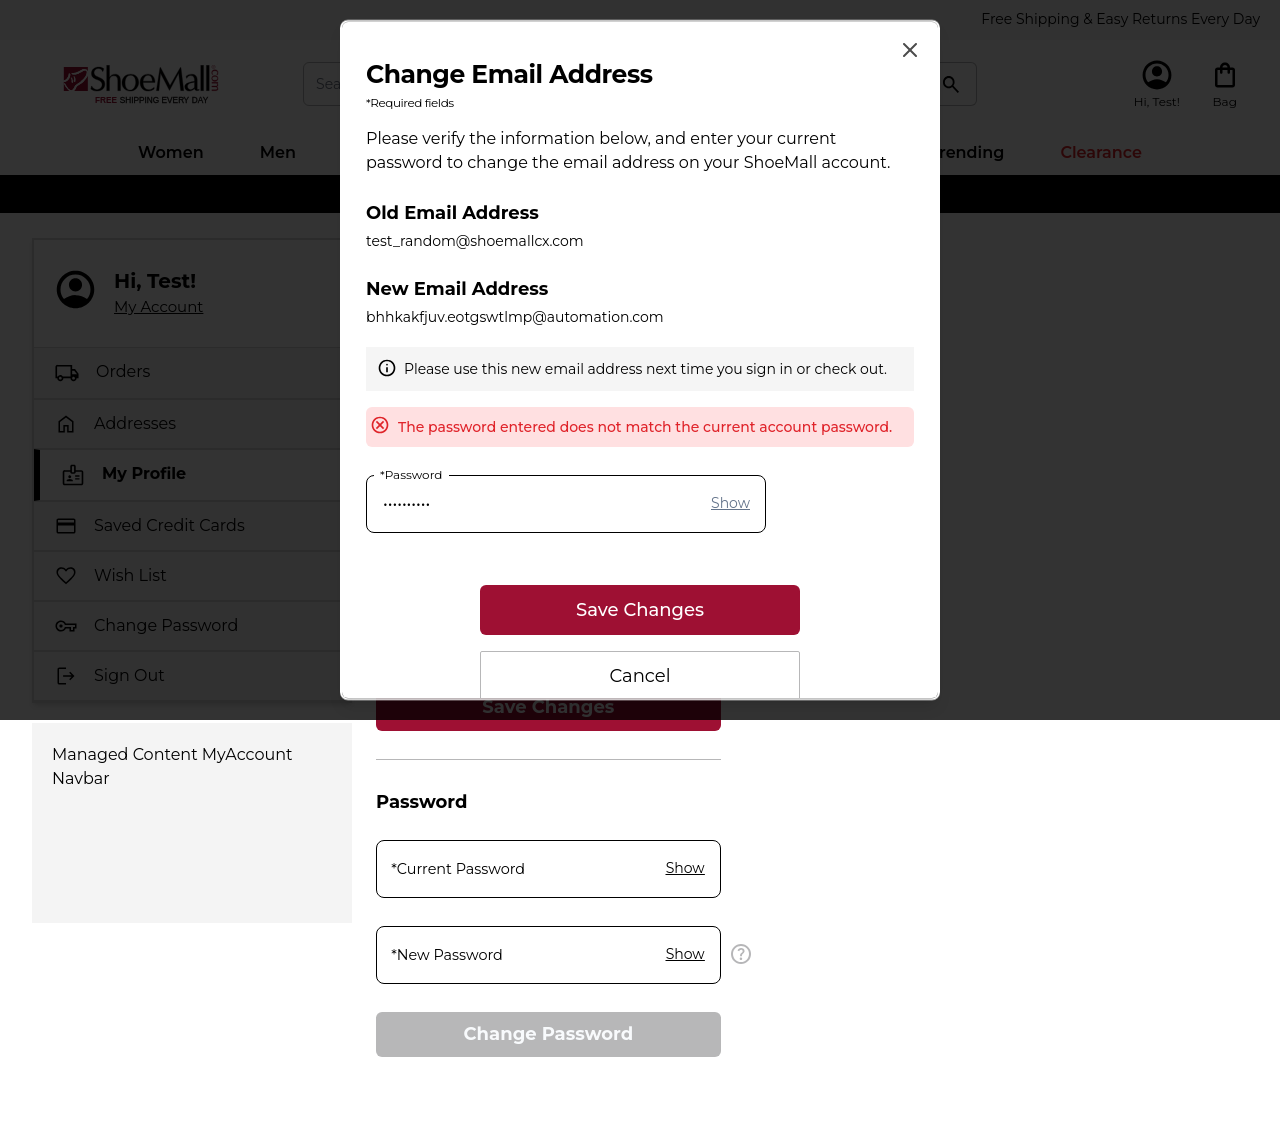 Free Shipping & Easy Returns Every Day
ShoeMall.com
FREE SHIPPING EVERY DAY
Hi, Test!
Bag
Women
Men
Clearance
Hi, Test!
My Account
Orders
Addresses
My Profile
Saved Credit Cards
Wish List
Change Password
Sign Out
Managed Content MyAccount
Navbar
Change Email Address
*Required fields
Please verify the information below, and enter your current
password to change the email address on your ShoeMall account.
Old Email Address
test_random@shoemallcx.com
New Email Address
bhhkakfjuv.eotgswtlmp@automation.com
Please use this new email address next time you sign in or check out.
The password entered does not match the current account password.
*Password
•••••••••• Show
Save Changes
Cancel
Save Changes
Password
*Current Password Show
*New Password Show
Change Password